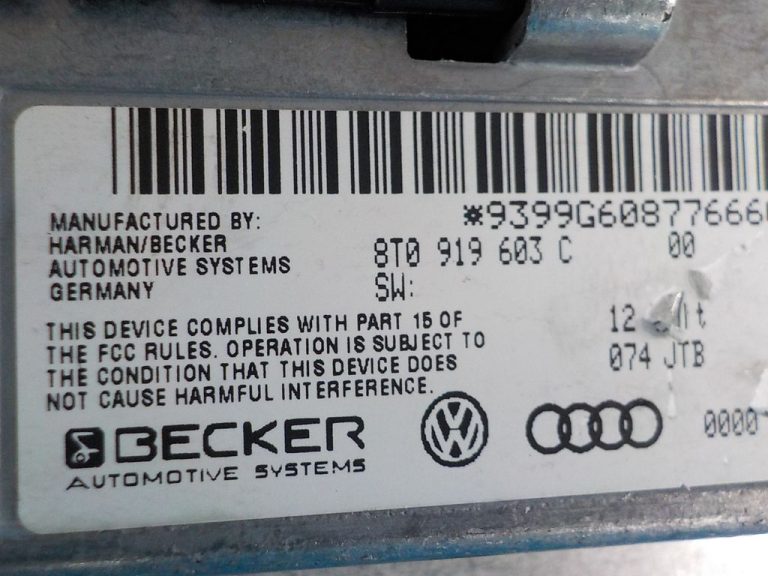 *9399G60877666
MANUFACTURED BY:
HARMAN/BECKER
AUTOMOTIVE SYSTEMS
GERMANY
8T0 919 603 C 00
SW:
12
074 JTB
THIS DEVICE COMPLIES WITH PART 15 OF
THE FCC RULES. OPERATION IS SUBJECT TO
THE CONDITION THAT THIS DEVICE DOES
NOT CAUSE HARMFUL INTERFERENCE.
BECKER
AUTOMOTIVE SYSTEMS
VW
0000